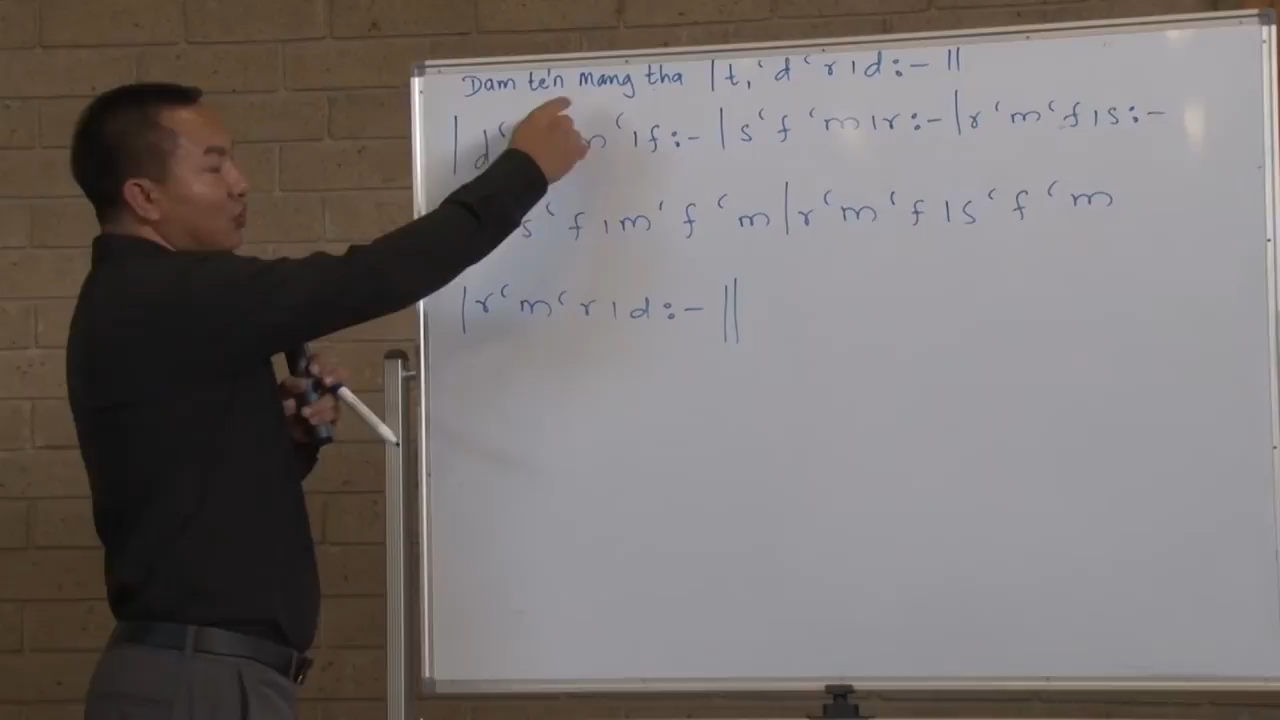 Dam te'n mang tha | t, ‘ d ‘ r | d : – ||
| d ‘ m ‘ | f : – | s ‘ f ‘ m | r : – | r ‘ m ‘ f | s : –
s ‘ f | m ‘ f ‘ m | r ‘ m ‘ f | s ‘ f ‘ m
| r ‘ m ‘ r | d : – ||